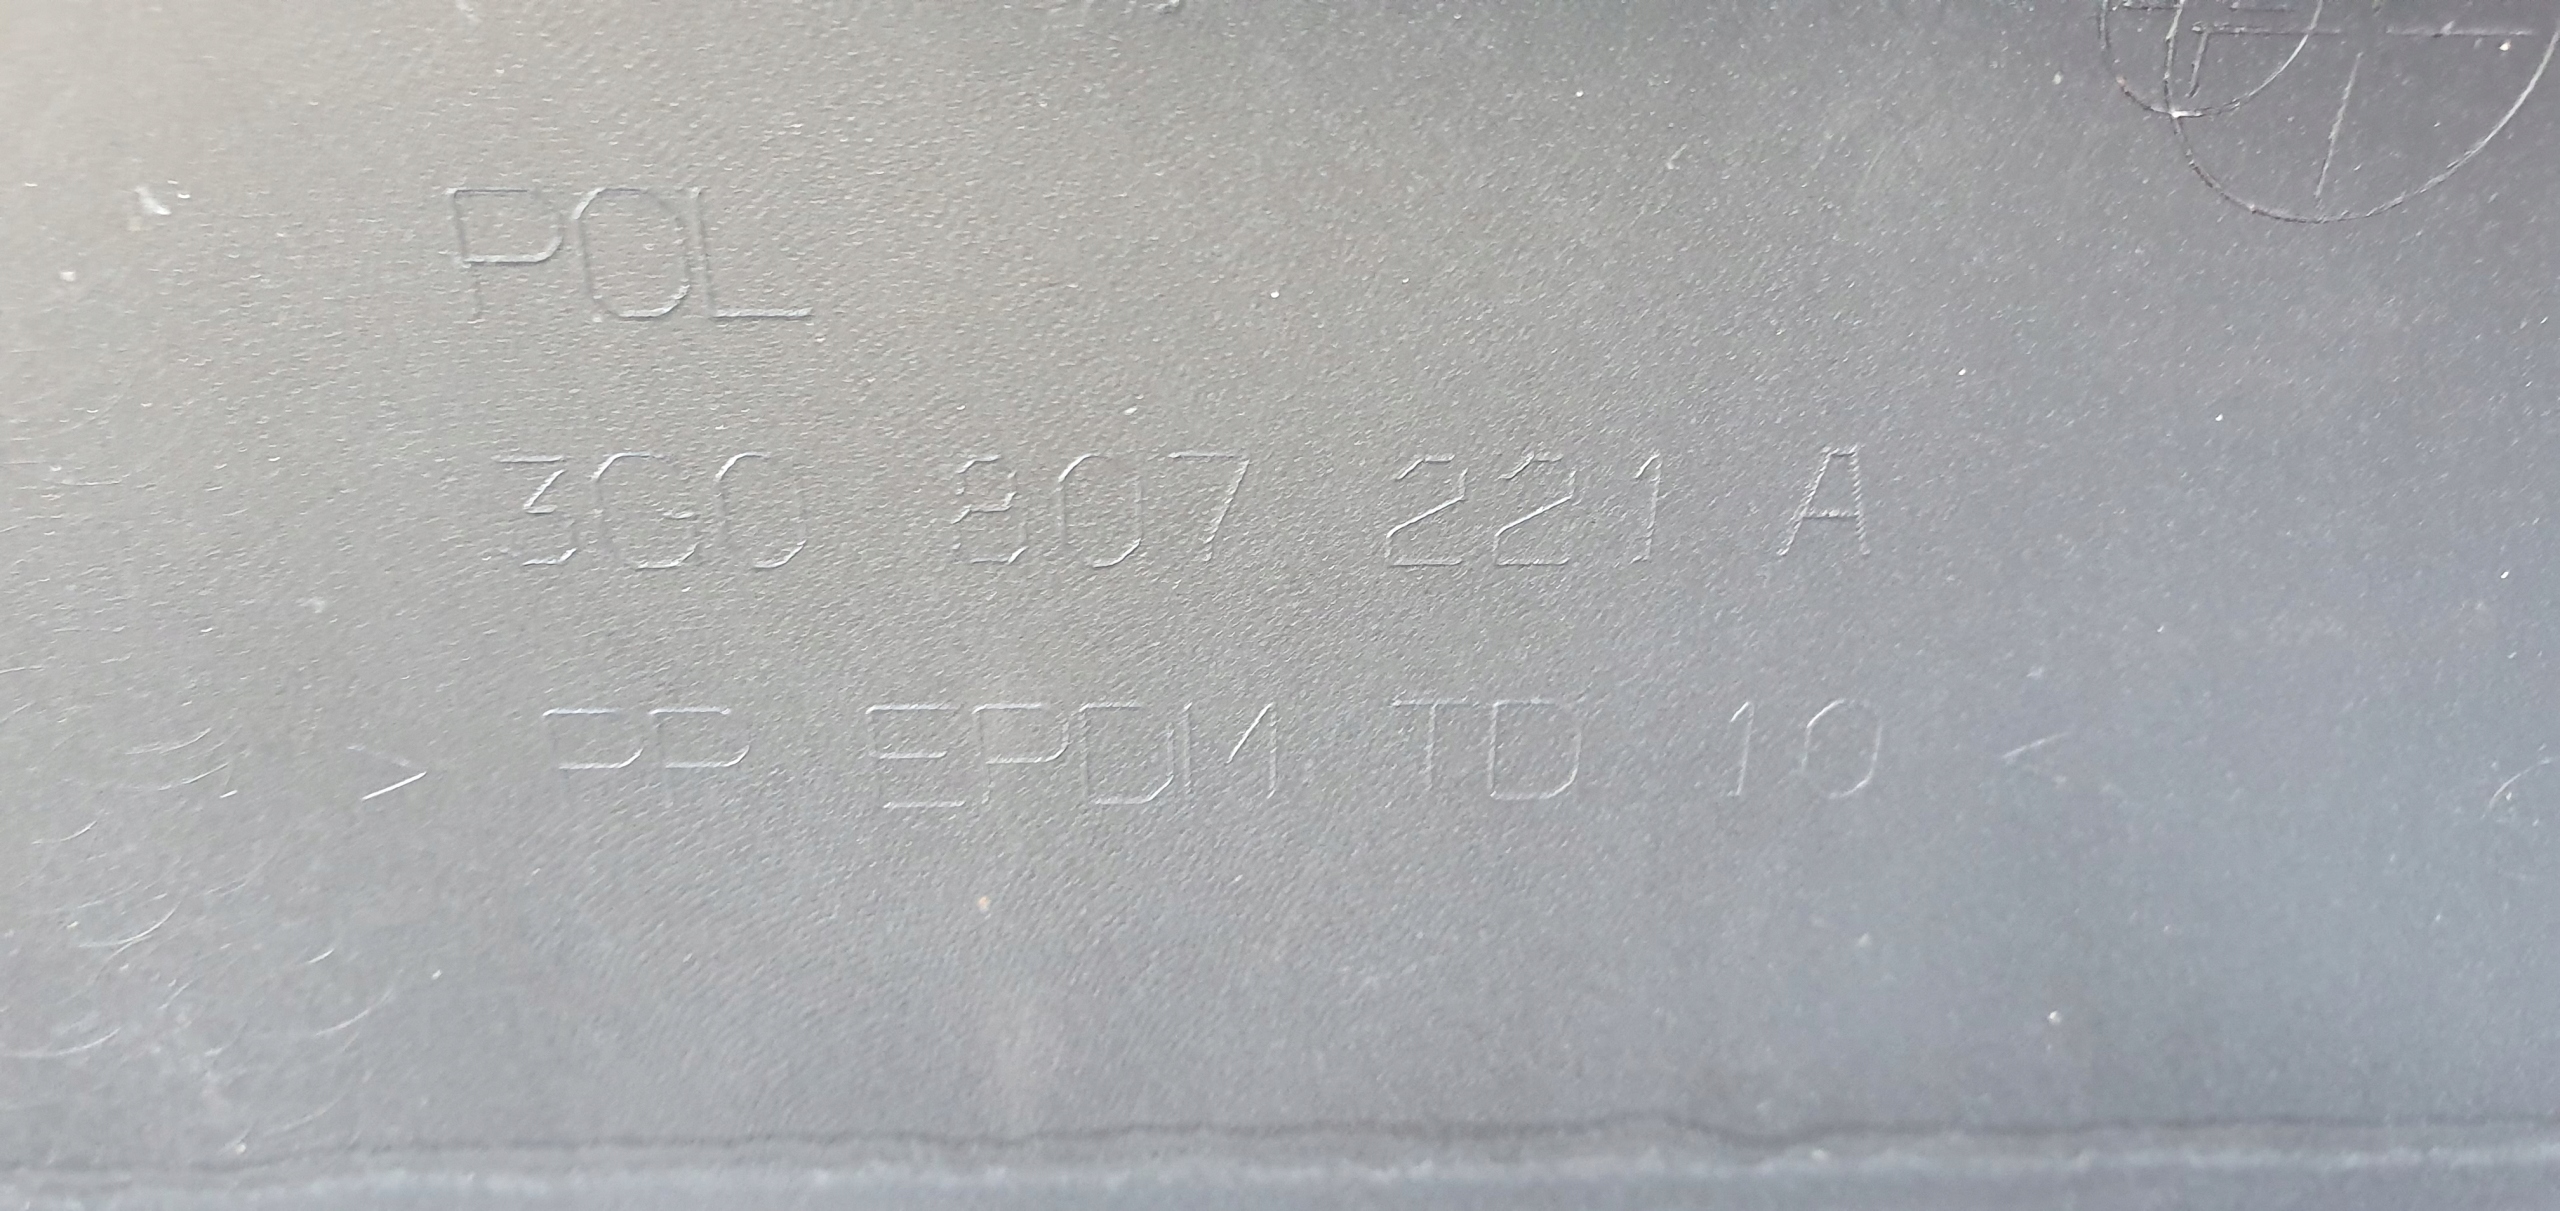 POL
3G0 807 221 A
> PP EPDM TD 10 <